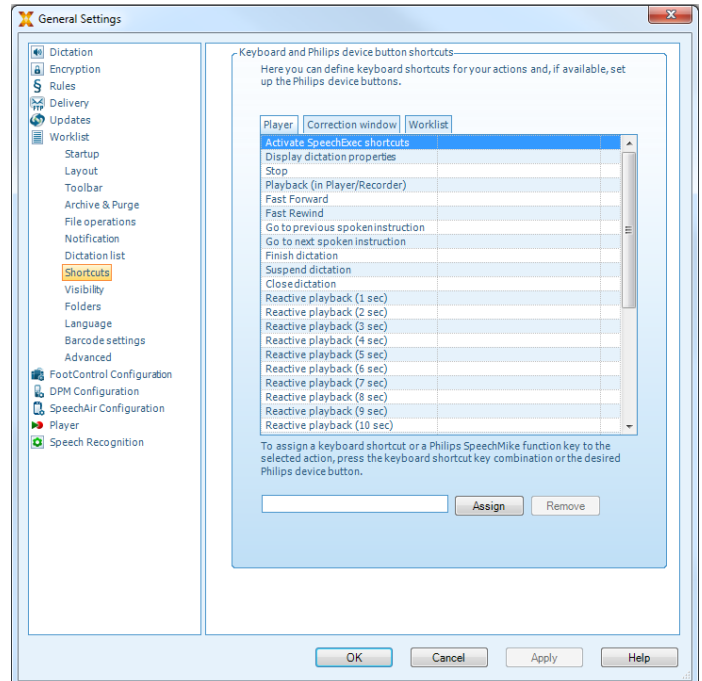 General Settings
Dictation
Encryption
Rules
Delivery
Updates
Worklist
Startup
Layout
Toolbar
Archive & Purge
File operations
Notification
Dictation list
Shortcuts
Visibility
Folders
Language
Barcode settings
Advanced
FootControl Configuration
DPM Configuration
SpeechAir Configuration
Player
Speech Recognition
Keyboard and Philips device button shortcuts
Here you can define keyboard shortcuts for your actions and, if available, set
up the Philips device buttons.
Player Correction window Worklist
Activate SpeechExec shortcuts
Display dictation properties
Stop
Playback (in Player/Recorder)
Fast Forward
Fast Rewind
Go to previous spoken instruction
Go to next spoken instruction
Finish dictation
Suspend dictation
Close dictation
Reactive playback (1 sec)
Reactive playback (2 sec)
Reactive playback (3 sec)
Reactive playback (4 sec)
Reactive playback (5 sec)
Reactive playback (6 sec)
Reactive playback (7 sec)
Reactive playback (8 sec)
Reactive playback (9 sec)
Reactive playback (10 sec)
To assign a keyboard shortcut or a Philips SpeechMike function key to the
selected action, press the keyboard shortcut key combination or the desired
Philips device button.
Assign Remove
OK Cancel Apply Help